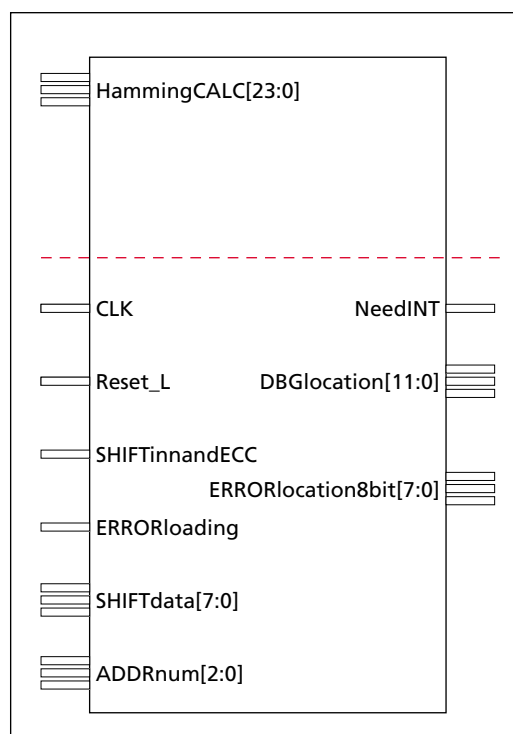 HammingCALC[23:0]
CLK
NeedINT
Reset_L
DBGlocation[11:0]
SHIFTinnandECC
ERRORlocation8bit[7:0]
ERRORloading
SHIFTdata[7:0]
ADDRnum[2:0]